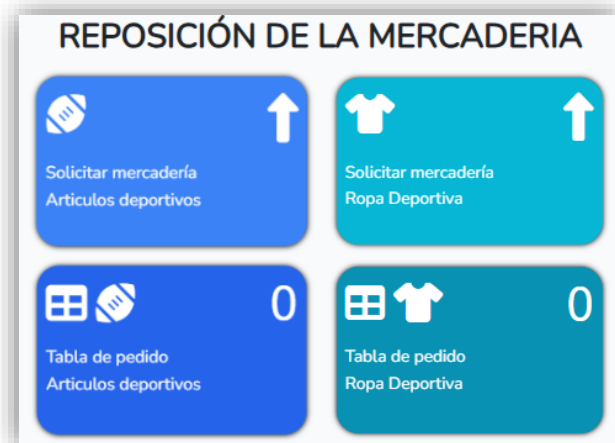 REPOSICIÓN DE LA MERCADERIA
Solicitar mercadería
Articulos deportivos
Solicitar mercadería
Ropa Deportiva
0
Tabla de pedido
Articulos deportivos
0
Tabla de pedido
Ropa Deportiva